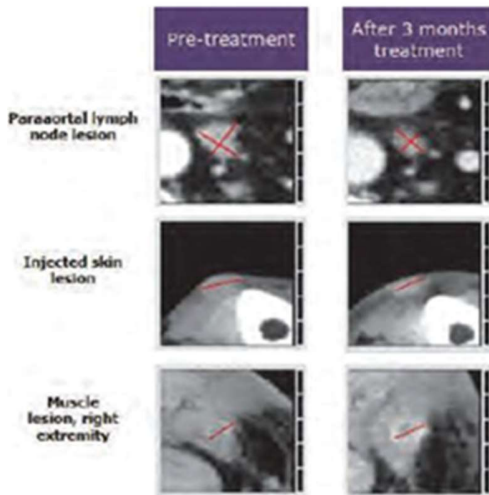 Pre-treatment
After 3 months
treatment
Paraaortal lymph
node lesion
Injected skin
lesion
Muscle
lesion, right
extremity